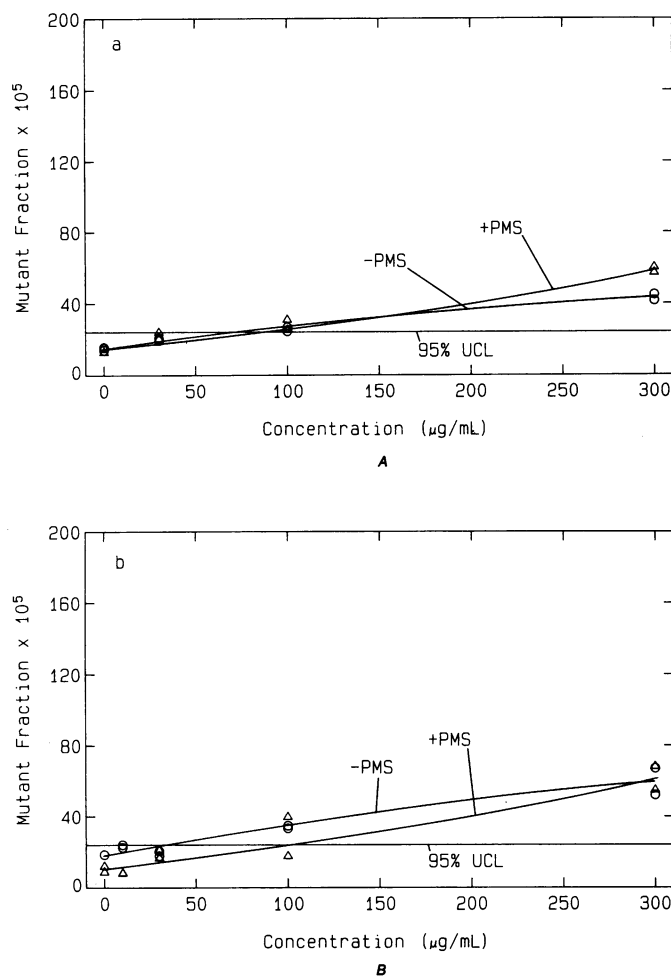 200
a
160
120
80
40
0
Mutant Fraction x 10⁵
+PMS
-PMS
95% UCL
0 50 100 150 200 250 300
Concentration (µg/mL)
A
200
b
160
120
80
40
0
Mutant Fraction x 10⁵
+PMS
-PMS
95% UCL
0 50 100 150 200 250 300
Concentration (µg/mL)
B